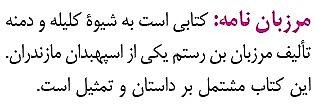 مرزبان نامه: کتابی است به شیوهٔ کلیله و دمنه
تألیف مرزبان بن رستم یکی از اسپهبدان مازندران.
این کتاب مشتمل بر داستان و تمثیل است.